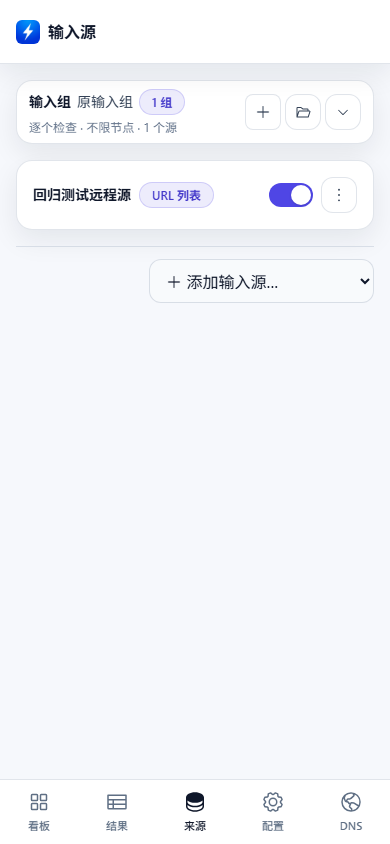 输入源
输入组 原输入组 1 组
逐个检查 · 不限节点 · 1 个源
回归测试远程源 URL 列表
＋ 添加输入源...
看板 结果 来源 配置 DNS